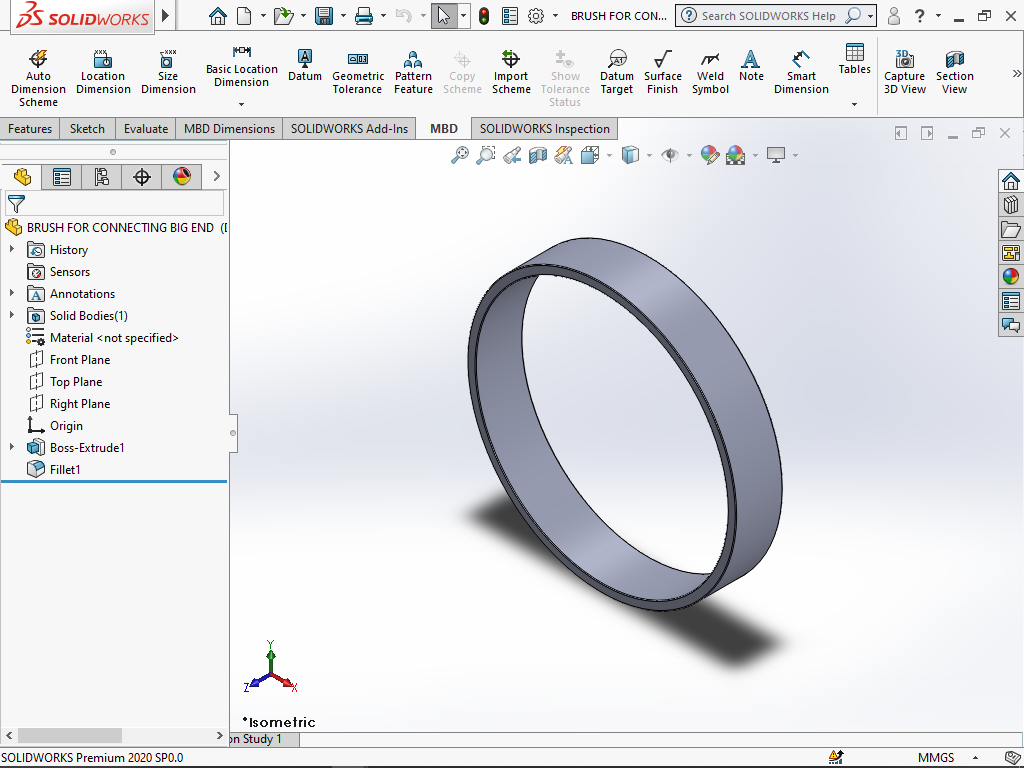 SOLIDWORKS
BRUSH FOR CON...
Search SOLIDWORKS Help
?
Auto Dimension Scheme
Location Dimension
Size Dimension
Basic Location Dimension
Datum
Geometric Tolerance
Pattern Feature
Copy Scheme
Import Scheme
Show Tolerance Status
Datum Target
Surface Finish
Weld Symbol
Note
Smart Dimension
Tables
Capture 3D View
Section View
Features
Sketch
Evaluate
MBD Dimensions
SOLIDWORKS Add-Ins
MBD
SOLIDWORKS Inspection
BRUSH FOR CONNECTING BIG END (
History
Sensors
Annotations
Solid Bodies(1)
Material <not specified>
Front Plane
Top Plane
Right Plane
Origin
Boss-Extrude1
Fillet1
Y
Z
X
*Isometric
on Study 1
SOLIDWORKS Premium 2020 SP0.0
MMGS